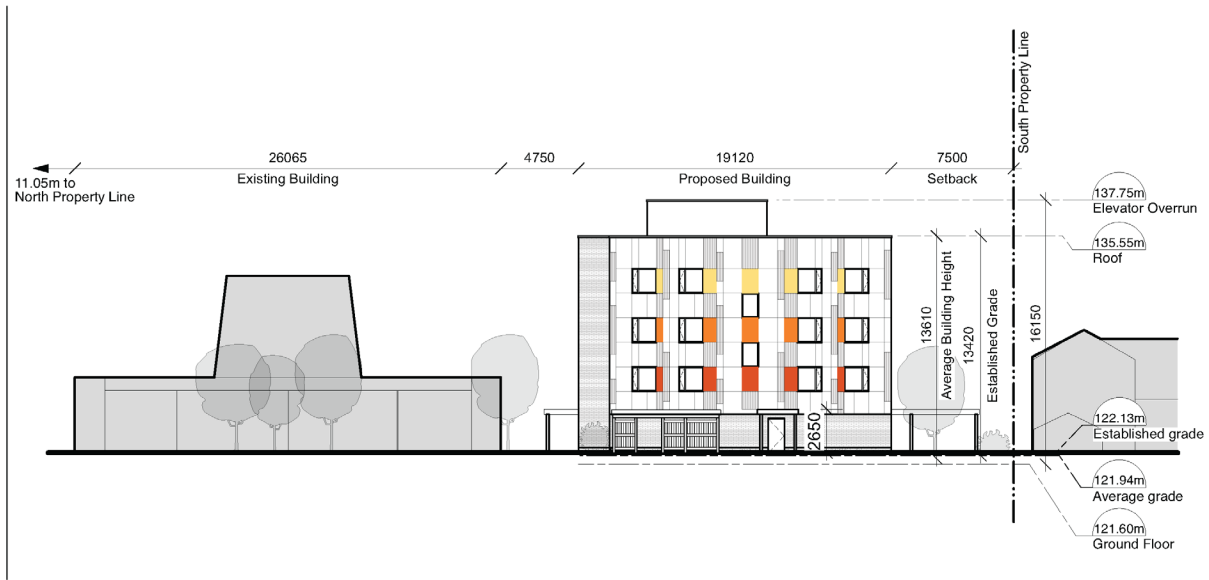 South Property Line
26065
4750
19120
7500
11.05m to
North Property Line
Existing Building
Proposed Building
Setback
137.75m
Elevator Overrun
135.55m
Roof
13610
Average Building Height
13420
Established Grade
16150
2650
122.13m
Established grade
121.94m
Average grade
121.60m
Ground Floor